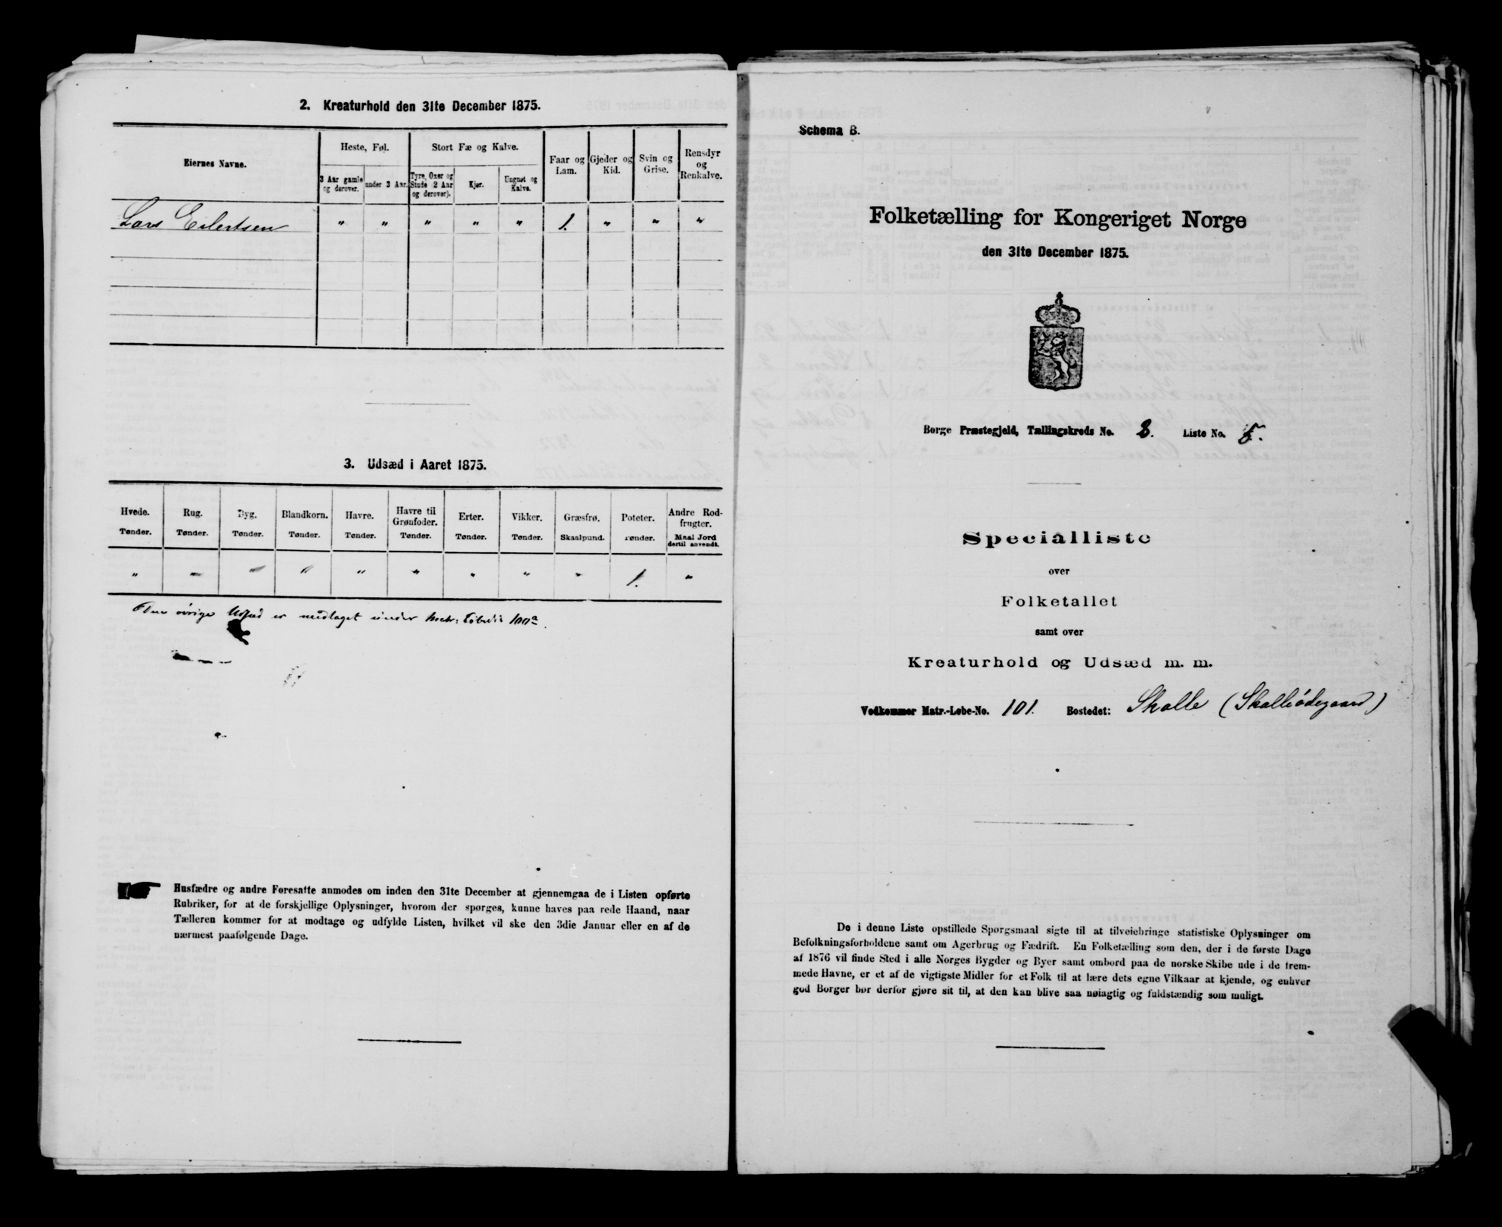 2. Kreaturhold den 31te December 1875.
Eiernes Navne.
Heste, Føl.
Stort Fæ og Kalve.
Faar og Lam.
Gjeder og Kid.
Svin og Grise.
Rensdyr og Renkalve.
3 Aar gamle og derover.
under 3 Aar.
Tyre, Oxer og Stude 2 Aar og derover).
Kjør.
Ungnøt og Kalve.
Lars Eilertsen " " " " " 1. " " "
3. Udsæd i Aaret 1875.
Hvede. Rug. Byg. Blandkorn. Havre. Havre til Grønfoder. Erter. Vikker. Græsfrø. Poteter. Andre Rodfrugter.
Tønder. Tønder. Tønder. Tønder. Tønder. Tønder. Tønder. Tønder. Skaalpund. Tønder. Maal Jord dertil anvendt.
" " " " " " " " " 1. "
Den øvrige Udsæd er medtaget under 100a.
Husfædre og andre Foresatte anmodes om inden den 31te December at gjennemgaa de i Listen opførte
Rubriker, for at de forskjellige Oplysninger, hvorom der spørges, kunne haves paa rede Haand, naar
Tælleren kommer for at modtage og udfylde Listen, hvilket vil ske den 3die Januar eller en af de
nærmest paafølgende Dage.
Schema B.
Folketælling for Kongeriget Norge
den 31te December 1875.
Borge Præstegjeld, Tællingskreds No. 8. Liste No. 5.
Specialliste
over
Folketallet
samt over
Kreaturhold og Udsæd m. m.
Vedkommer Matr.-Løbe-No. 101. Bostedet: Skolle (Skalleødegaard)
De i denne Liste opstillede Spørgsmaal sigte til at tilveiebringe statistiske Oplysninger om
Befolkningsforholdene samt om Agerbrug og Fædrift. En Folketælling som den, der i de første Dage
af 1876 vil finde Sted i alle Norges Bygder og Byer samt ombord paa de norske Skibe ude i de frem-
mede Havne, er et af de vigtigste Midler for et Folk til at lære dets egne Vilkaar at kjende, og enhver
god Borger bør derfor gjøre sit til, at den kan blive saa nøiagtig og fuldstændig som muligt.